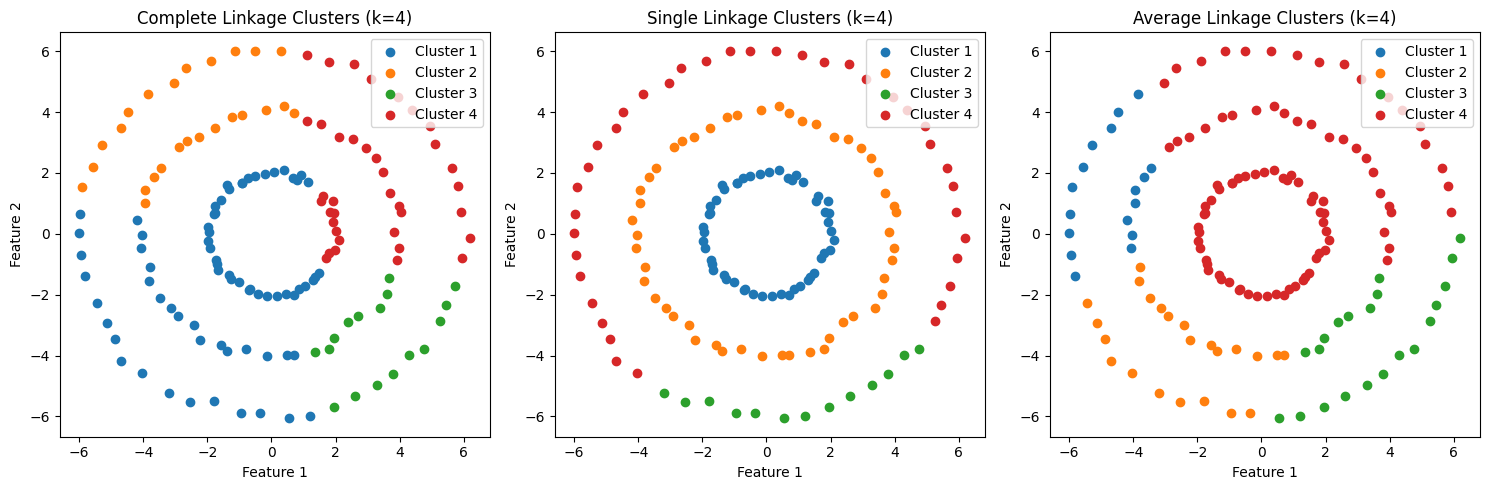 Complete Linkage Clusters (k=4)
Cluster 1
Cluster 2
Cluster 3
Cluster 4
6
4
2
0
−2
−4
−6
Feature 2
−6 −4 −2 0 2 4 6
Feature 1
Single Linkage Clusters (k=4)
Cluster 1
Cluster 2
Cluster 3
Cluster 4
6
4
2
0
−2
−4
−6
Feature 2
−6 −4 −2 0 2 4 6
Feature 1
Average Linkage Clusters (k=4)
Cluster 1
Cluster 2
Cluster 3
Cluster 4
6
4
2
0
−2
−4
−6
Feature 2
−6 −4 −2 0 2 4 6
Feature 1